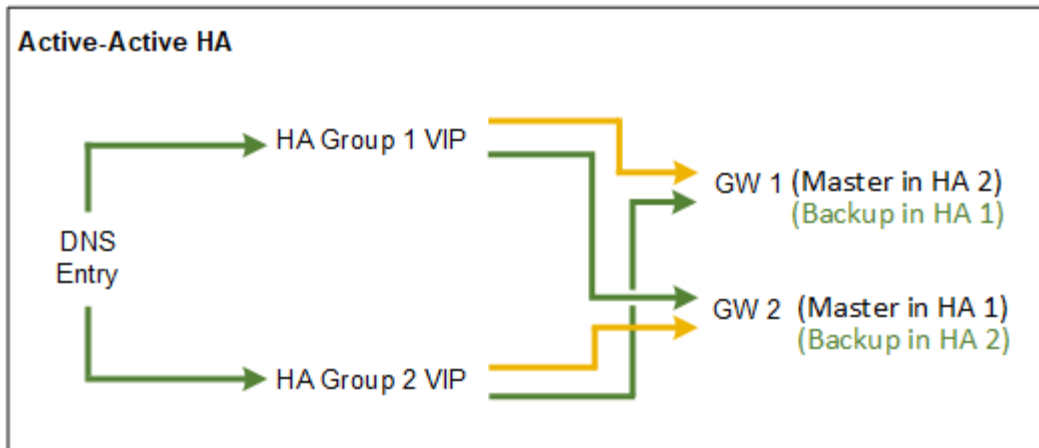 Active-Active HA
HA Group 1 VIP
GW 1 (Master in HA 2)
(Backup in HA 1)
DNS
Entry
GW 2 (Master in HA 1)
(Backup in HA 2)
HA Group 2 VIP